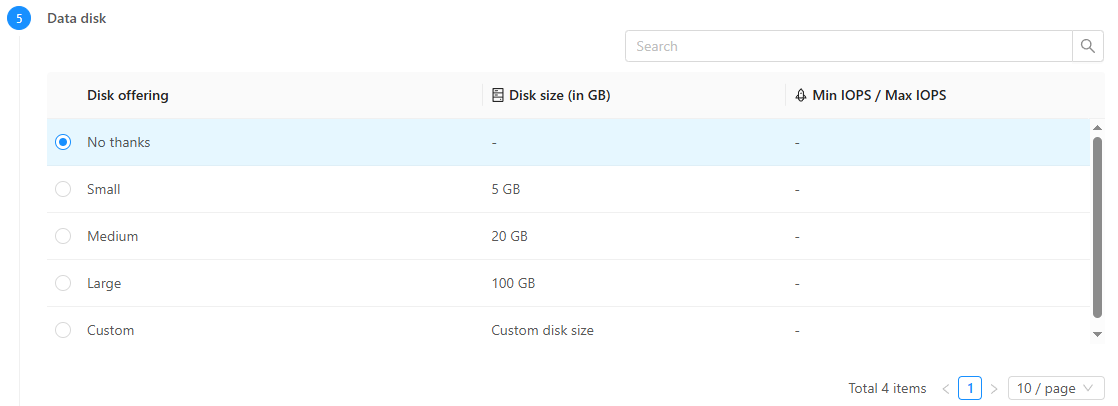 5 Data disk
Search
Disk offering Disk size (in GB) Min IOPS / Max IOPS
No thanks - -
Small 5 GB -
Medium 20 GB -
Large 100 GB -
Custom Custom disk size -
Total 4 items < 1 > 10 / page